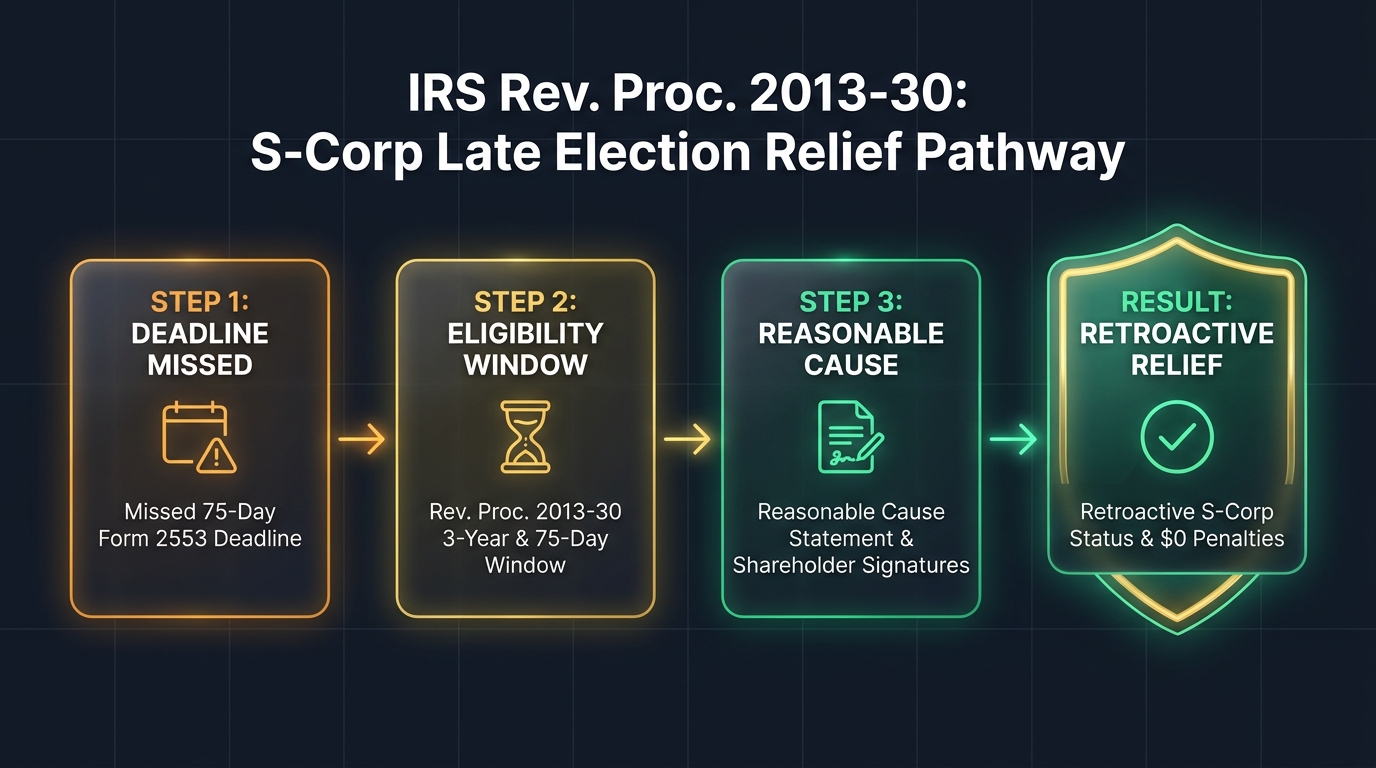 IRS Rev. Proc. 2013-30:
S-Corp Late Election Relief Pathway
STEP 1:
DEADLINE
MISSED
Missed 75-Day
Form 2553 Deadline
STEP 2:
ELIGIBILITY
WINDOW
Rev. Proc. 2013-30
3-Year & 75-Day
Window
STEP 3:
REASONABLE
CAUSE
Reasonable Cause
Statement &
Shareholder Signatures
RESULT:
RETROACTIVE
RELIEF
Retroactive S-Corp
Status & $0 Penalties